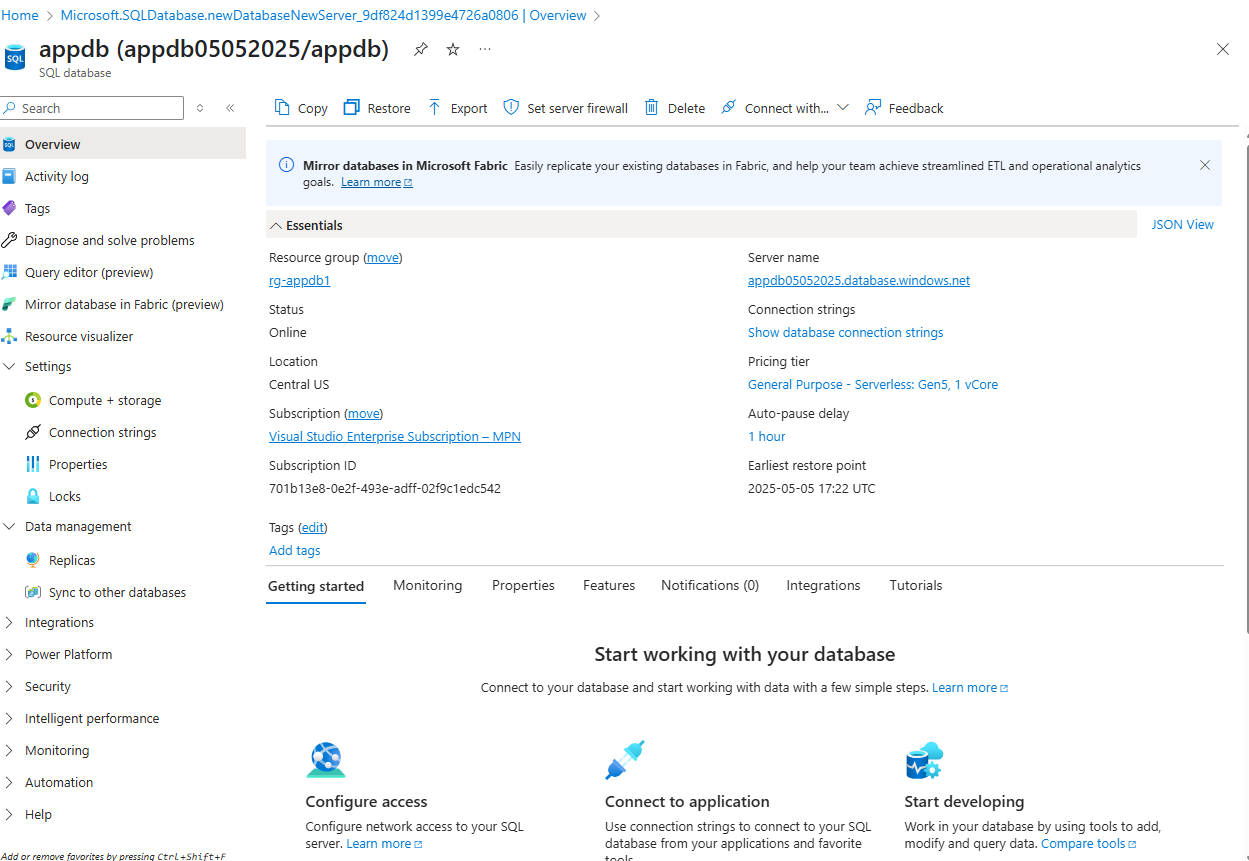 Home > Microsoft.SQLDatabase.newDatabaseNewServer_9df824d1399e4726a0806 | Overview >
SQL
appdb (appdb05052025/appdb)
SQL database
Search
Overview
Activity log
Tags
Diagnose and solve problems
Query editor (preview)
Mirror database in Fabric (preview)
Resource visualizer
Settings
Compute + storage
Connection strings
Properties
Locks
Data management
Replicas
Sync to other databases
Integrations
Power Platform
Security
Intelligent performance
Monitoring
Automation
Help
Add or remove favorites by pressing Ctrl+Shift+F
Copy Restore Export Set server firewall Delete Connect with... Feedback
Mirror databases in Microsoft Fabric Easily replicate your existing databases in Fabric, and help your team achieve streamlined ETL and operational analytics
goals. Learn more
Essentials
JSON View
Resource group (move)
rg-appdb1
Status
Online
Location
Central US
Subscription (move)
Visual Studio Enterprise Subscription – MPN
Subscription ID
701b13e8-0e2f-493e-adff-02f9c1edc542
Server name
appdb05052025.database.windows.net
Connection strings
Show database connection strings
Pricing tier
General Purpose - Serverless: Gen5, 1 vCore
Auto-pause delay
1 hour
Earliest restore point
2025-05-05 17:22 UTC
Tags (edit)
Add tags
Getting started Monitoring Properties Features Notifications (0) Integrations Tutorials
Start working with your database
Connect to your database and start working with data with a few simple steps. Learn more
Configure access
Configure network access to your SQL
server. Learn more
Connect to application
Use connection strings to connect to your SQL
database from your applications and favorite
tools.
Start developing
Work in your database by using tools to add,
modify and query data. Compare tools